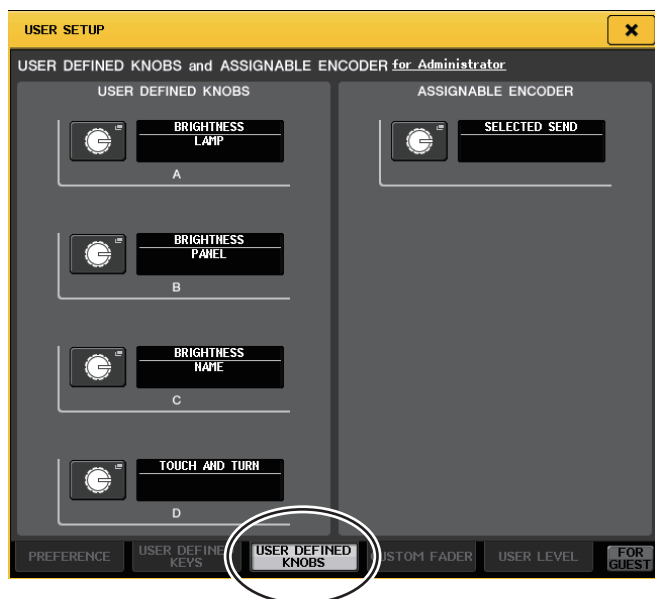 USER SETUP
USER DEFINED KNOBS and ASSIGNABLE ENCODER for Administrator
USER DEFINED KNOBS
BRIGHTNESS
LAMP
A
BRIGHTNESS
PANEL
B
BRIGHTNESS
NAME
C
TOUCH AND TURN
D
ASSIGNABLE ENCODER
SELECTED SEND
PREFERENCE
USER DEFINED
KEYS
USER DEFINED
KNOBS
CUSTOM FADER
USER LEVEL
FOR
GUEST